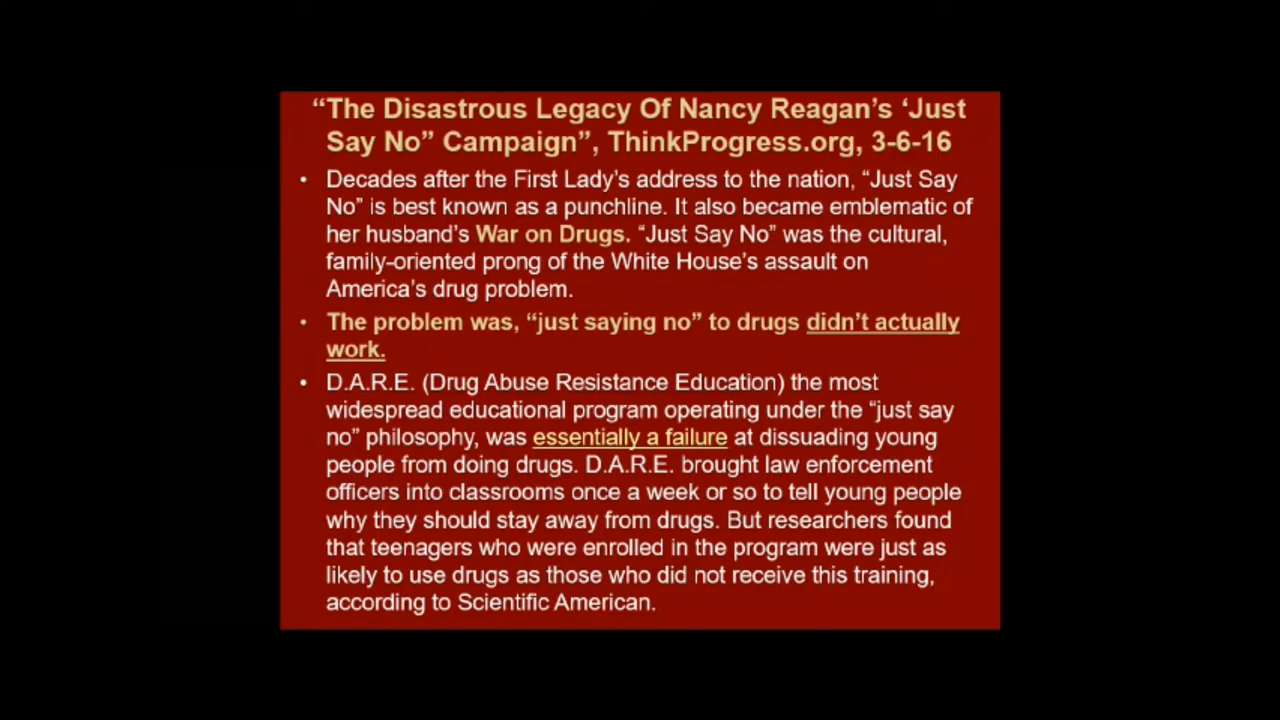 “The Disastrous Legacy Of Nancy Reagan’s ‘Just
Say No” Campaign”, ThinkProgress.org, 3-6-16
• Decades after the First Lady’s address to the nation, “Just Say
No” is best known as a punchline. It also became emblematic of
her husband’s War on Drugs. “Just Say No” was the cultural,
family-oriented prong of the White House’s assault on
America’s drug problem.
• The problem was, “just saying no” to drugs didn’t actually
work.
• D.A.R.E. (Drug Abuse Resistance Education) the most
widespread educational program operating under the “just say
no” philosophy, was essentially a failure at dissuading young
people from doing drugs. D.A.R.E. brought law enforcement
officers into classrooms once a week or so to tell young people
why they should stay away from drugs. But researchers found
that teenagers who were enrolled in the program were just as
likely to use drugs as those who did not receive this training,
according to Scientific American.